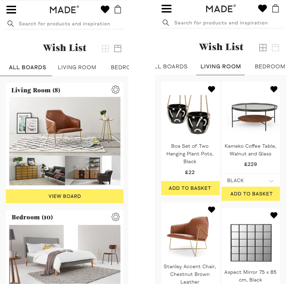 MADE
Search for products and inspiration
Wish List
ALL BOARDS LIVING ROOM BEDRO
Living Room (8)
VIEW BOARD
Bedroom (10)
MADE
Search for products and inspiration
Wish List
LL BOARDS LIVING ROOM BEDROOM
Box Set of Two
Hanging Plant Pots,
Black
£22
ADD TO BASKET
Kameko Coffee Table,
Walnut and Glass
£229
BLACK
ADD TO BASKET
Stanley Accent Chair,
Chestnut Brown
Leather
Aspect Mirror 75 x 85
cm, Black